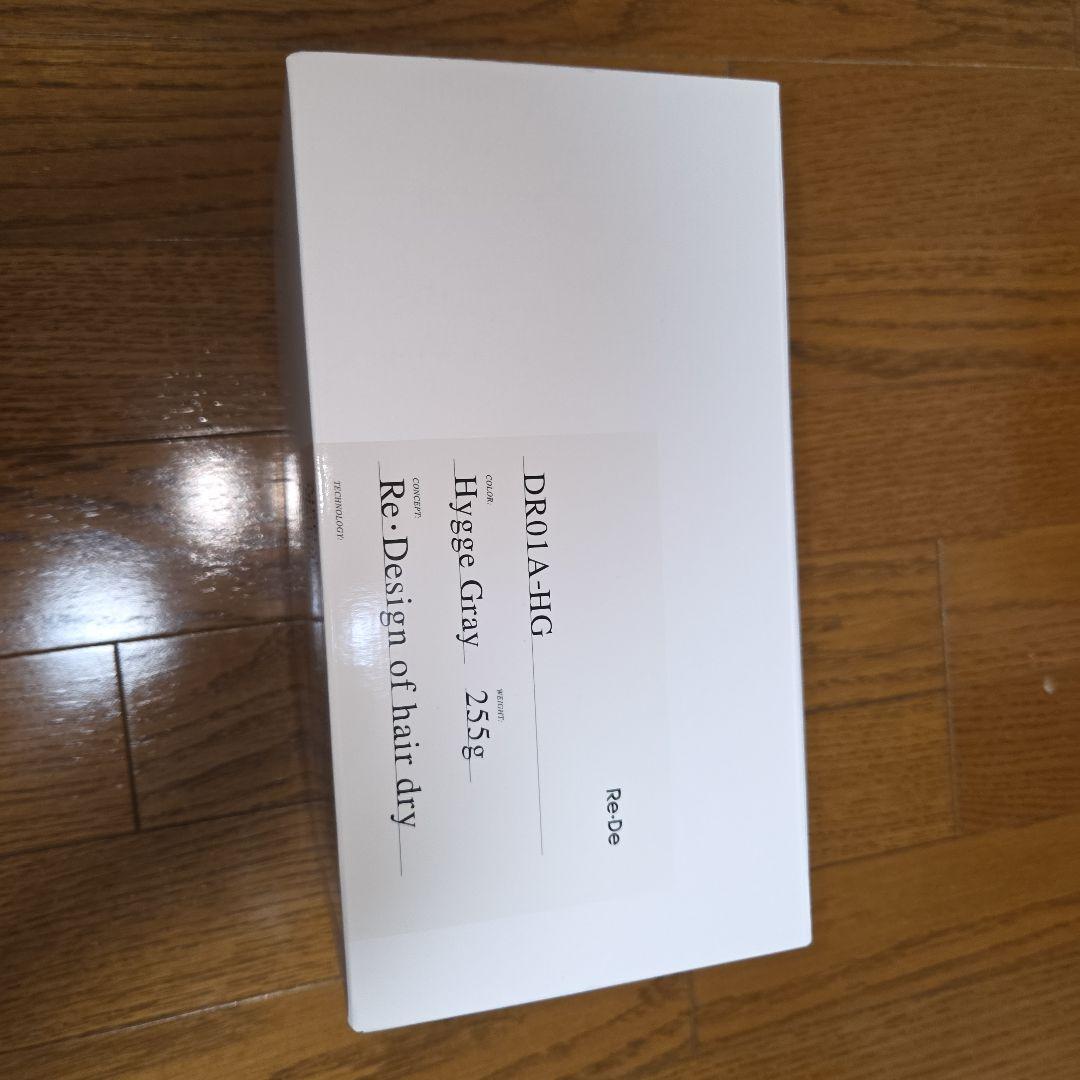 Re·De
DR01A-HG
COLOR: WEIGHT:
Hygge Gray 255g
CONCEPT:
Re·Design of hair dry
TECHNOLOGY: